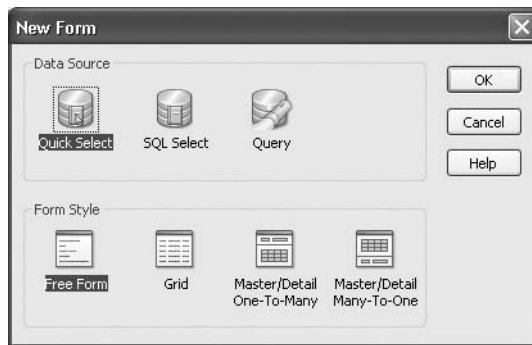 New Form
Data Source
Quick Select SQL Select Query
OK
Cancel
Help
Form Style
Free Form Grid Master/Detail Master/Detail
One-To-Many Many-To-One